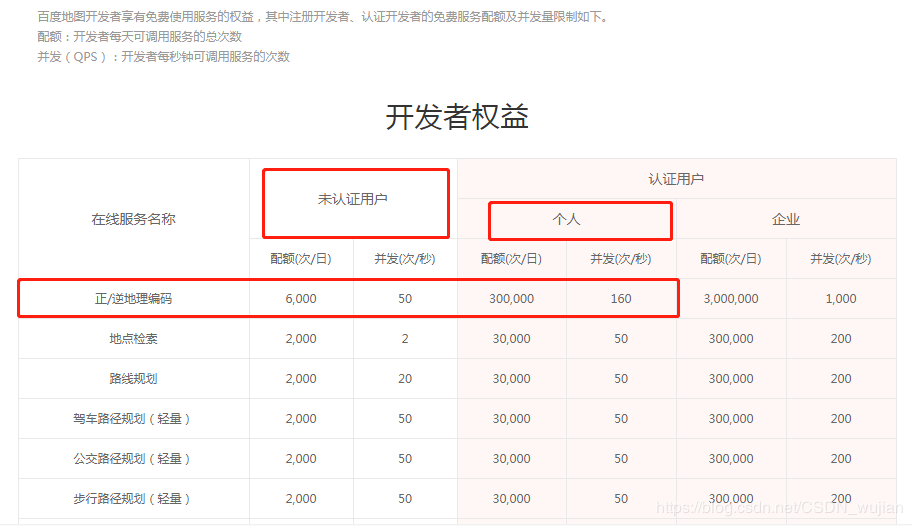 百度地图开发者享有免费使用服务的权益，其中注册开发者、认证开发者的免费服务配额及并发量限制如下。
配额：开发者每天可调用服务的总次数
并发（QPS）：开发者每秒钟可调用服务的次数
开发者权益
在线服务名称 未认证用户 认证用户
个人 企业
配额(次/日) 并发(次/秒) 配额(次/日) 并发(次/秒) 配额(次/日) 并发(次/秒)
正/逆地理编码 6,000 50 300,000 160 3,000,000 1,000
地点检索 2,000 2 30,000 50 300,000 200
路线规划 2,000 20 30,000 50 300,000 200
驾车路径规划（轻量） 2,000 50 30,000 50 300,000 200
公交路径规划（轻量） 2,000 50 30,000 50 300,000 200
步行路径规划（轻量） 2,000 50 30,000 50 300,000 200
https://blog.csdn.net/CSDN_wujian